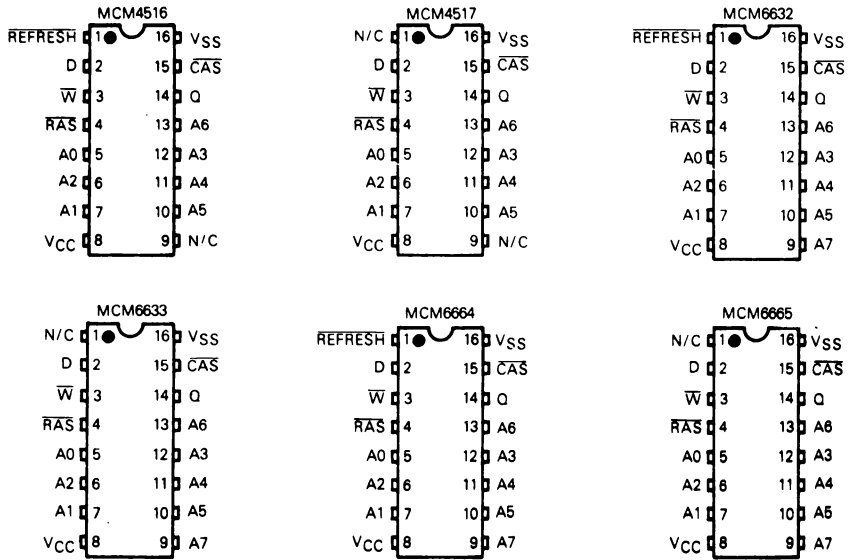 MCM4516
REFRESH 1 16 VSS
D 2 15 CAS
W 3 14 Q
RAS 4 13 A6
A0 5 12 A3
A2 6 11 A4
A1 7 10 A5
VCC 8 9 N/C
MCM4517
N/C 1 16 VSS
D 2 15 CAS
W 3 14 Q
RAS 4 13 A6
A0 5 12 A3
A2 6 11 A4
A1 7 10 A5
VCC 8 9 N/C
MCM6632
REFRESH 1 16 VSS
D 2 15 CAS
W 3 14 Q
RAS 4 13 A6
A0 5 12 A3
A2 6 11 A4
A1 7 10 A5
VCC 8 9 A7
MCM6633
N/C 1 16 VSS
D 2 15 CAS
W 3 14 Q
RAS 4 13 A6
A0 5 12 A3
A2 6 11 A4
A1 7 10 A5
VCC 8 9 A7
MCM6664
REFRESH 1 16 VSS
D 2 15 CAS
W 3 14 Q
RAS 4 13 A6
A0 5 12 A3
A2 6 11 A4
A1 7 10 A5
VCC 8 9 A7
MCM6665
N/C 1 16 VSS
D 2 15 CAS
W 3 14 Q
RAS 4 13 A6
A0 5 12 A3
A2 6 11 A4
A1 7 10 A5
VCC 8 9 A7